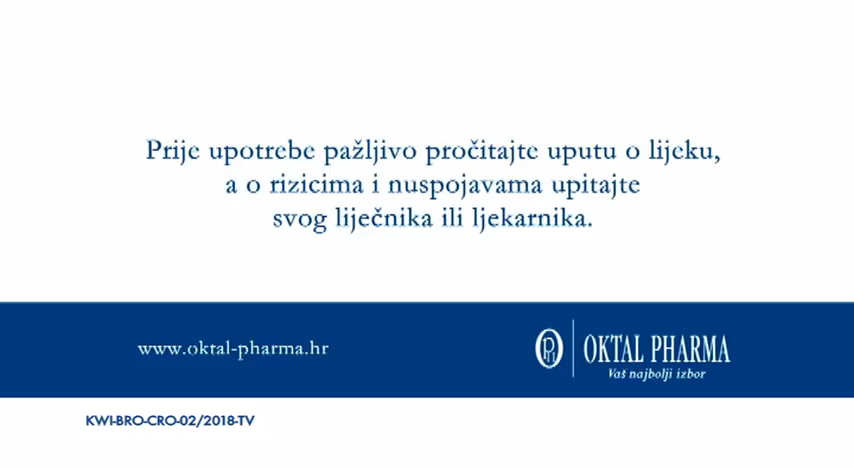 Prije upotrebe pažljivo pročitajte uputu o lijeku,
a o rizicima i nuspojavama upitajte
svog liječnika ili ljekarnika.
www.oktal-pharma.hr
OKTAL PHARMA
Vaš najbolji izbor
KWI-BRO-CRO-02/2018-TV